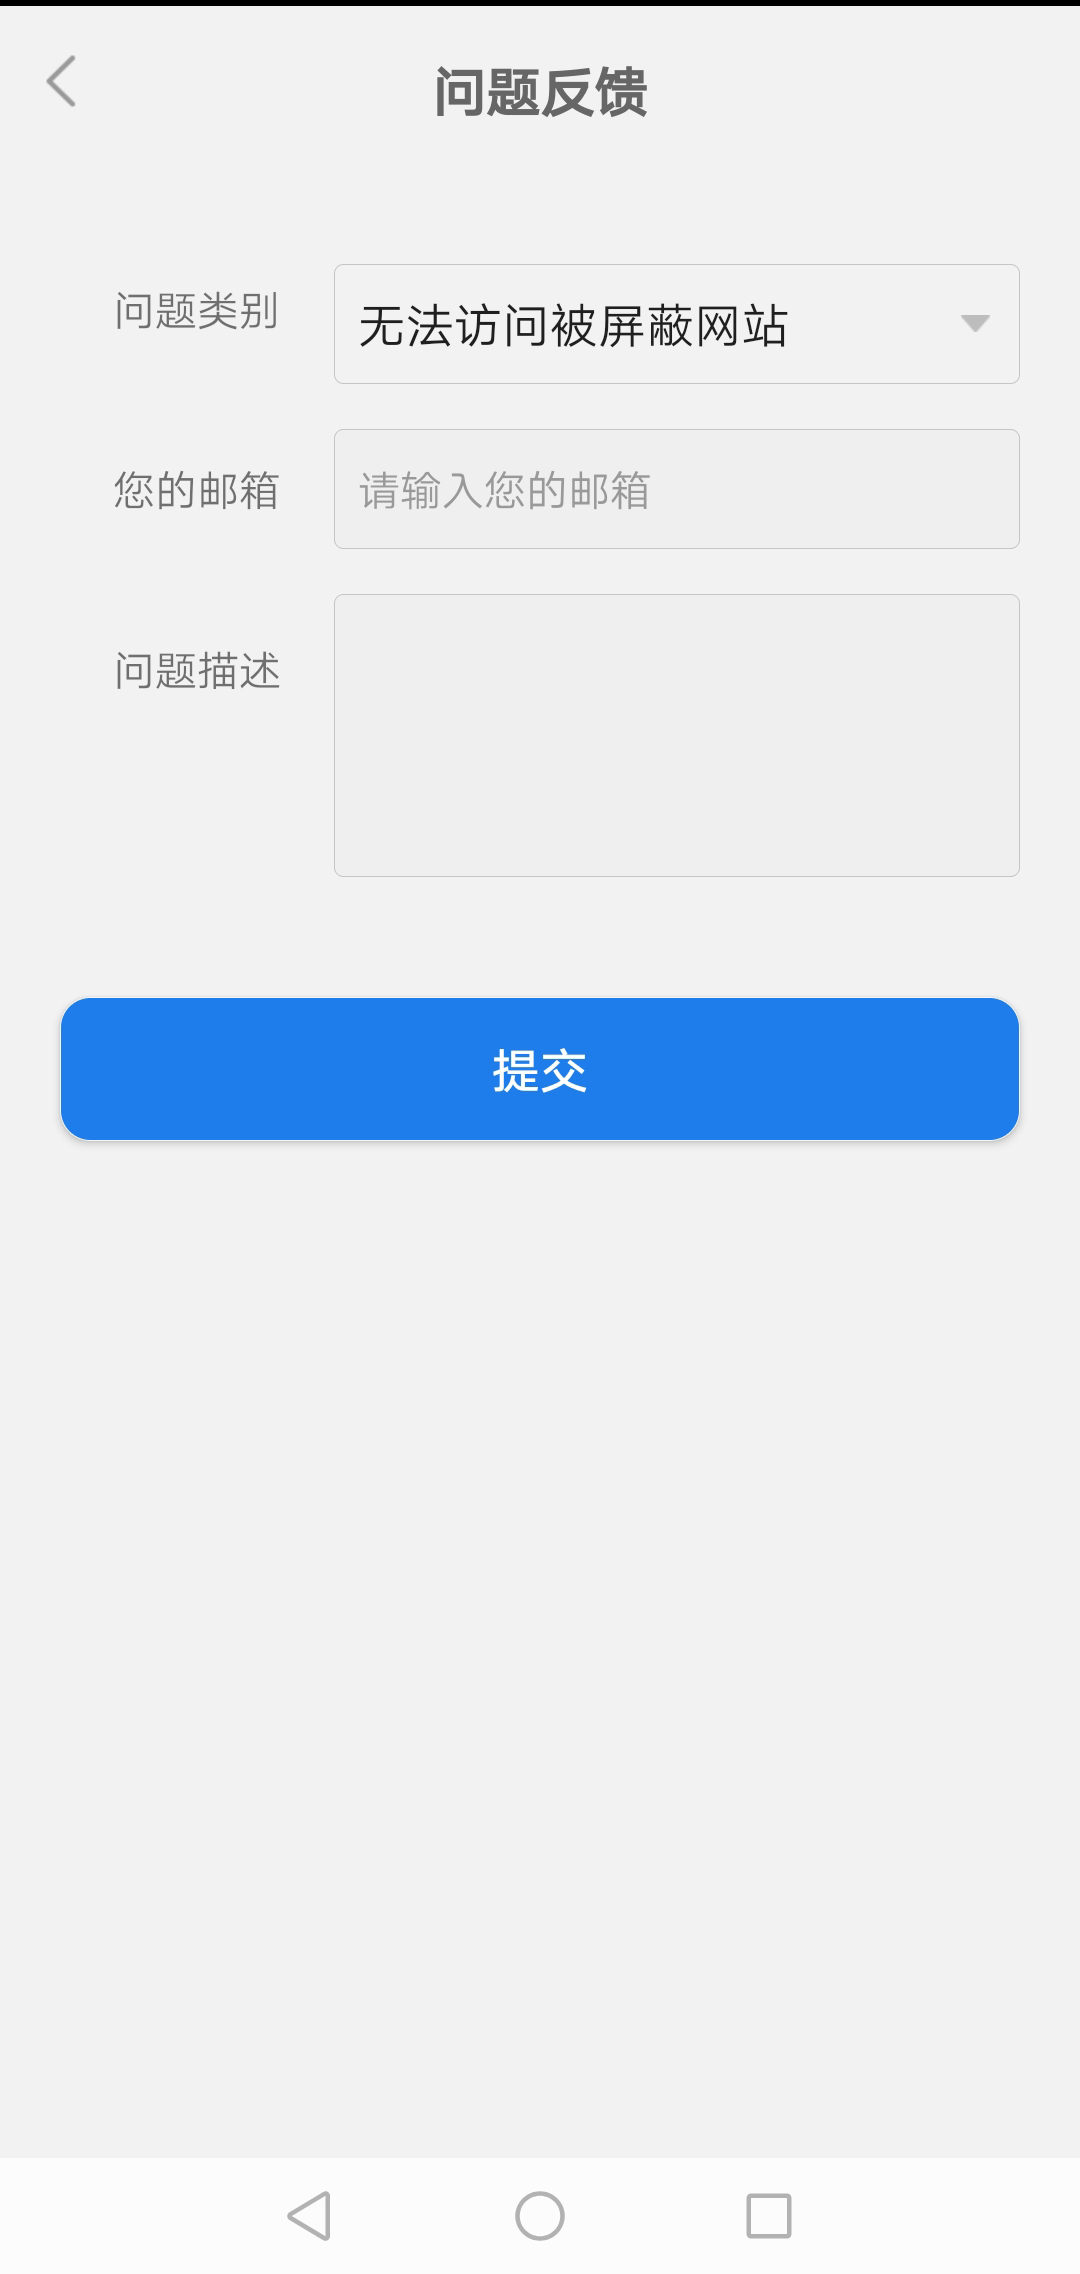 问题反馈
问题类别
无法访问被屏蔽网站
您的邮箱
请输入您的邮箱
问题描述
提交